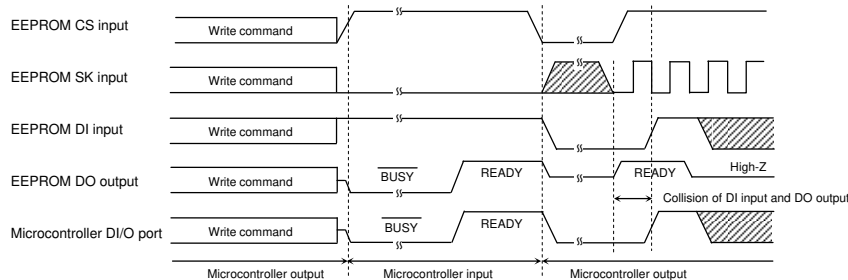 EEPROM CS input
Write command
EEPROM SK input
Write command
EEPROM DI input
Write command
EEPROM DO output
Write command
BUSY
READY
READY
High-Z
Collision of DI input and DO output
Microcontroller DI/O port
Write command
BUSY
READY
Microcontroller output
Microcontroller input
Microcontroller output